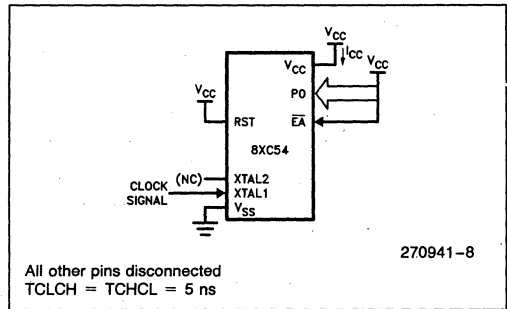 VCC
ICC
VCC
VCC
VCC
P0
RST
EA
8XC54
(NC)
XTAL2
CLOCK SIGNAL
XTAL1
VSS
270941-8
All other pins disconnected
TCLCH = TCHCL = 5 ns